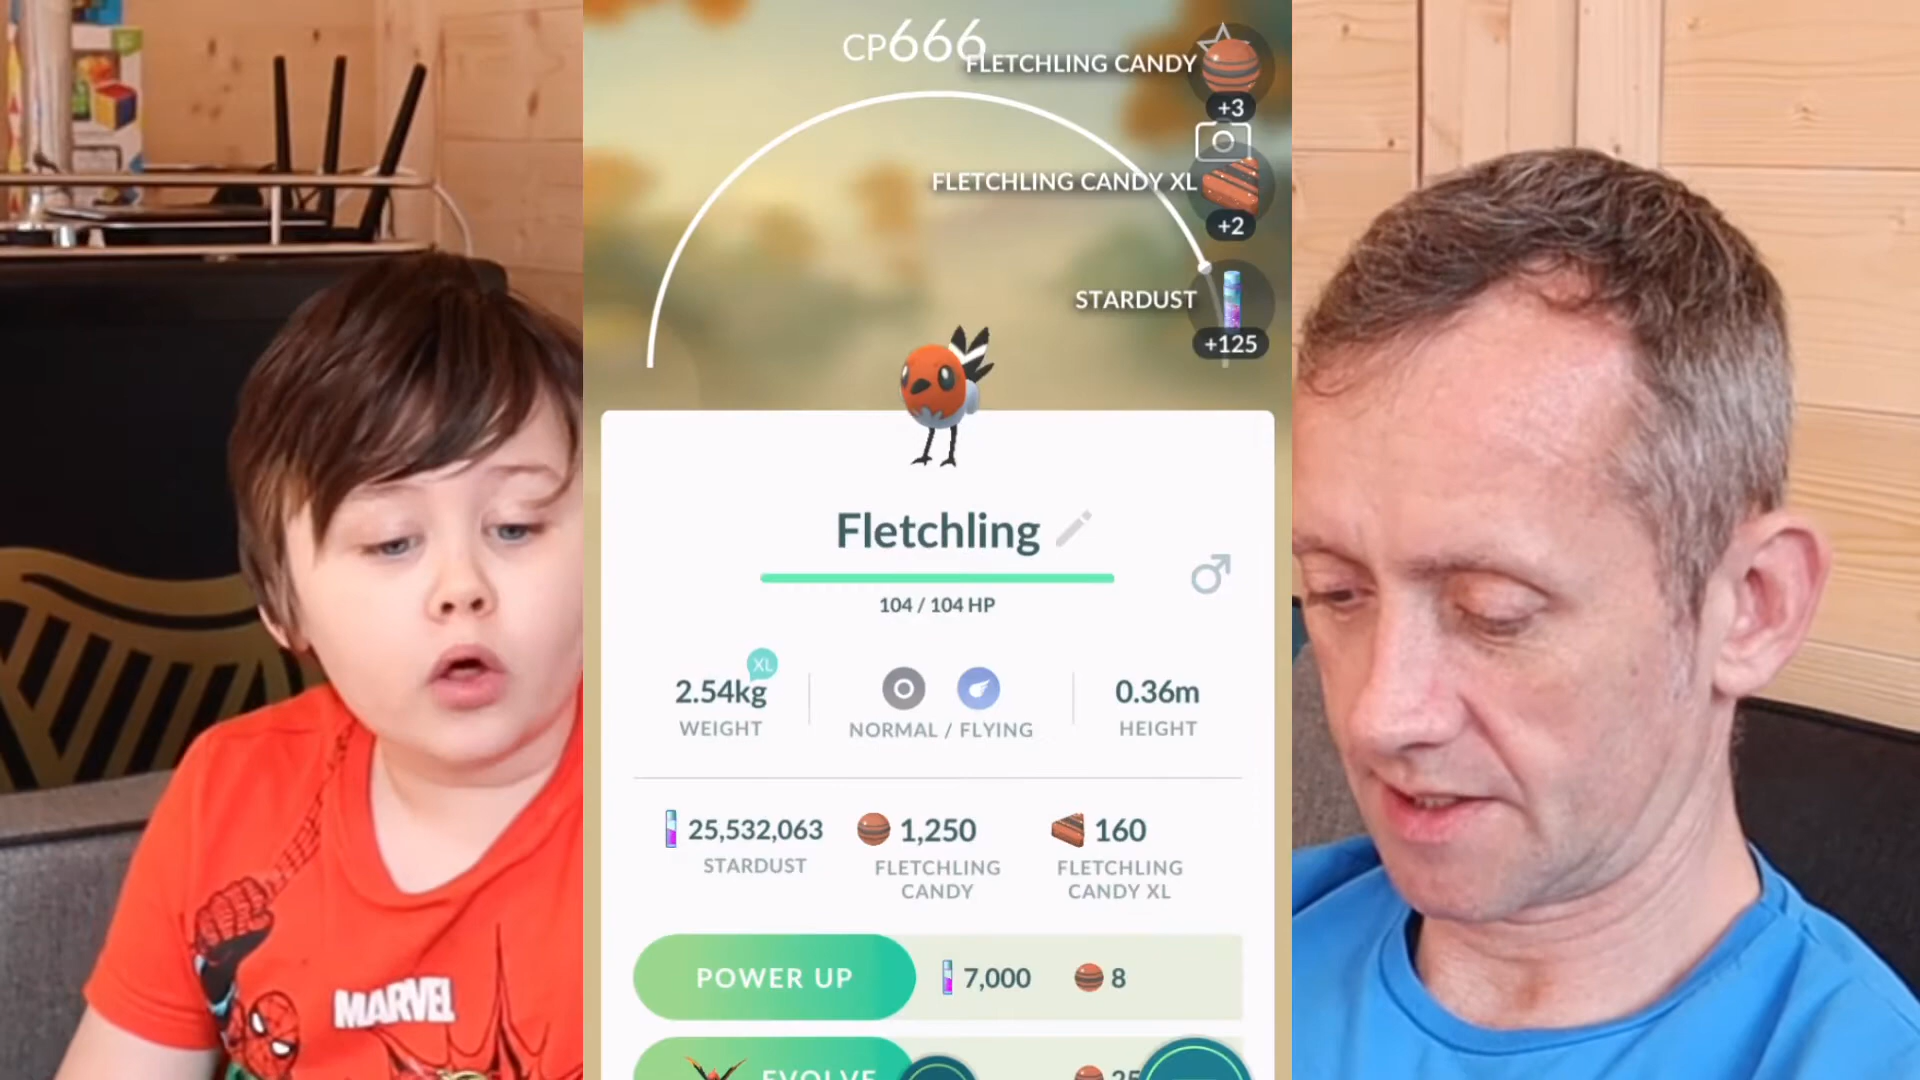 CP666
FLETCHLING CANDY
+3
FLETCHLING CANDY XL
+2
STARDUST
+125
Fletchling
104 / 104 HP
XL
2.54kg
WEIGHT
NORMAL / FLYING
0.36m
HEIGHT
25,532,063
STARDUST
1,250
FLETCHLING
CANDY
160
FLETCHLING
CANDY XL
POWER UP
7,000
8
EVOLVE
25
MARVEL